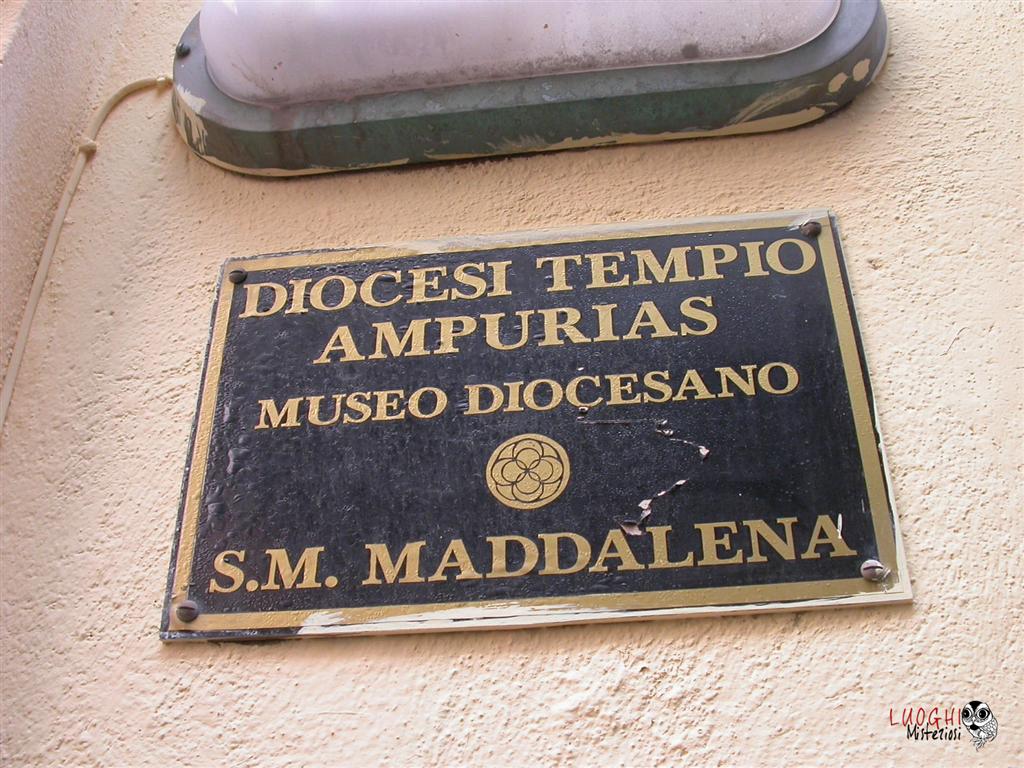 DIOCESI TEMPIO
AMPURIAS
MUSEO DIOCESANO
S.M. MADDALENA
LUOGHI
Misteriosi